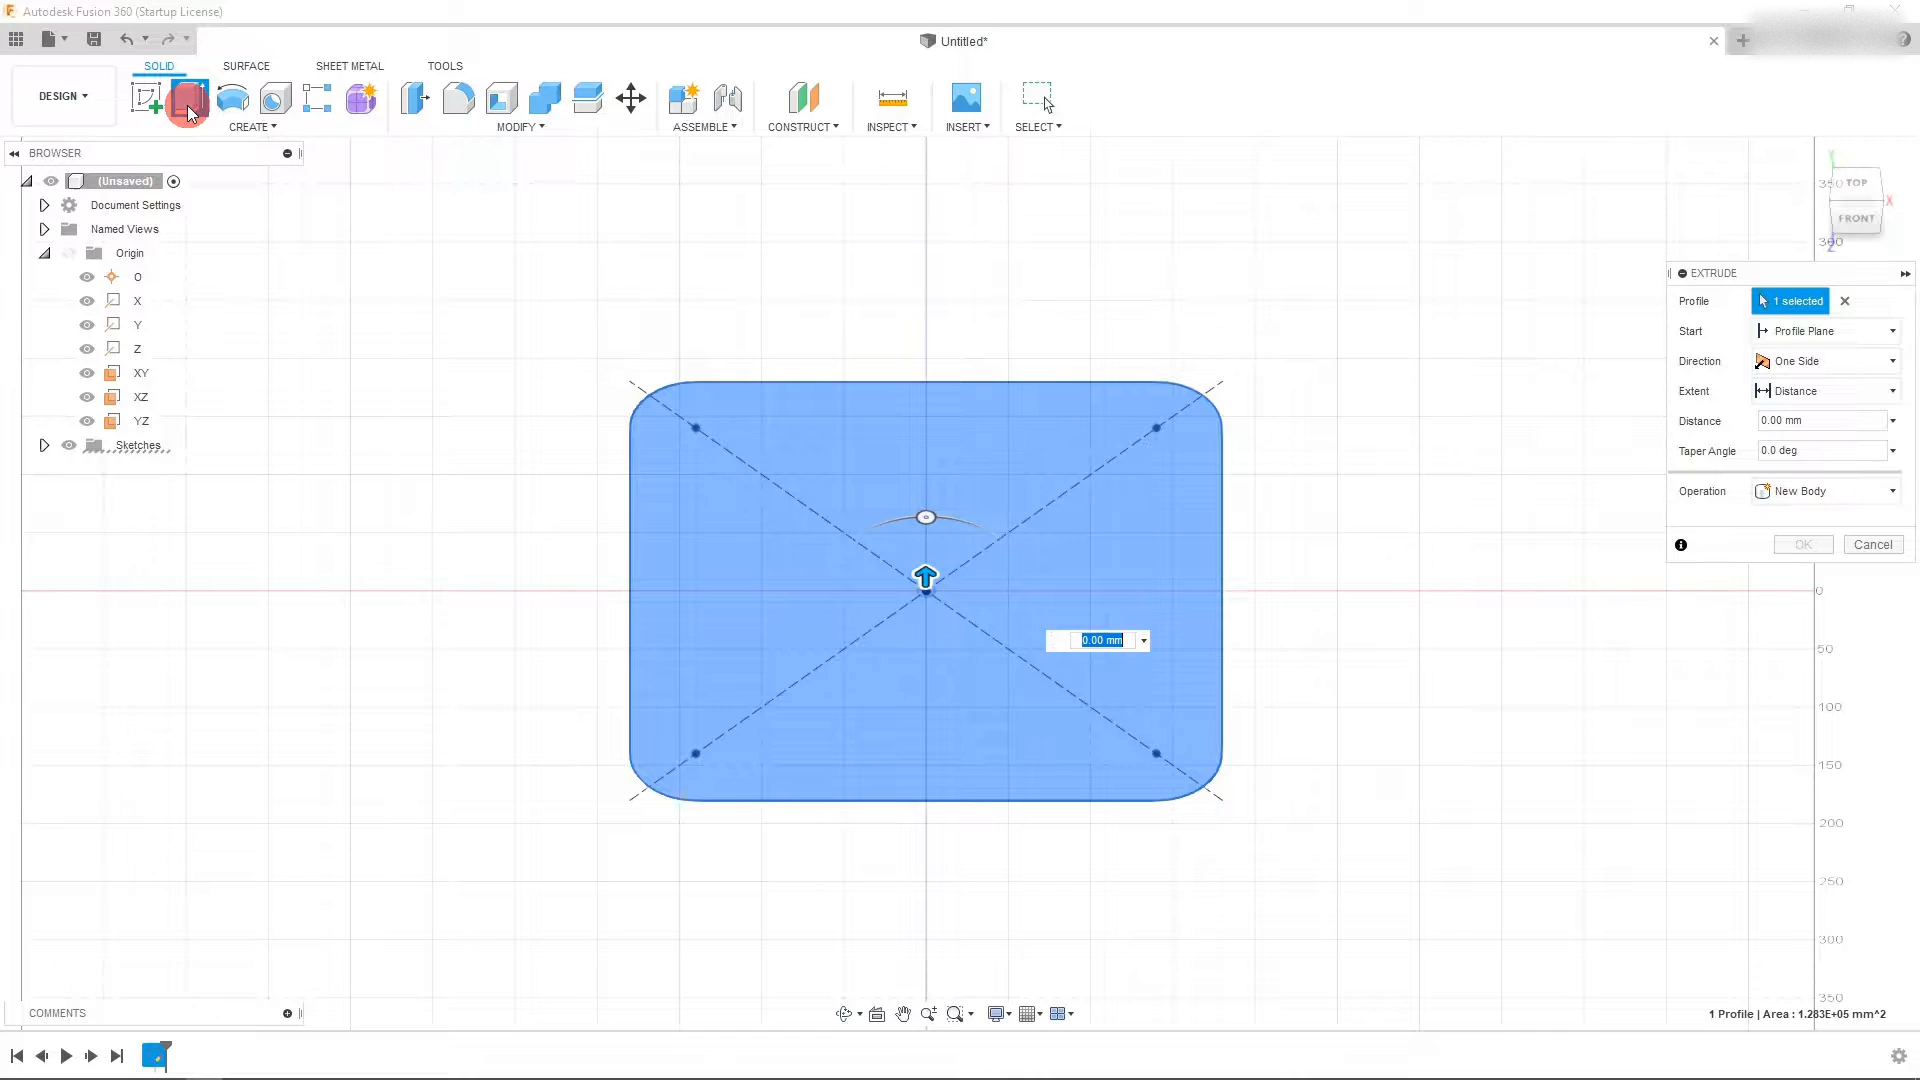 Autodesk Fusion 360 (Startup License)
Untitled*
SOLID SURFACE SHEET METAL TOOLS
DESIGN
CREATE MODIFY ASSEMBLE CONSTRUCT INSPECT INSERT SELECT
BROWSER
(Unsaved)
Document Settings
Named Views
Origin
O
X
Y
Z
XY
XZ
YZ
Sketches
Y
TOP
X
FRONT
Z
350
300
EXTRUDE
Profile 1 selected
Start Profile Plane
Direction One Side
Extent Distance
Distance 0.00 mm
Taper Angle 0.0 deg
Operation New Body
OK Cancel
0
0.00 mm
50
100
150
200
250
300
350
COMMENTS
1 Profile | Area : 1.283E+05 mm^2